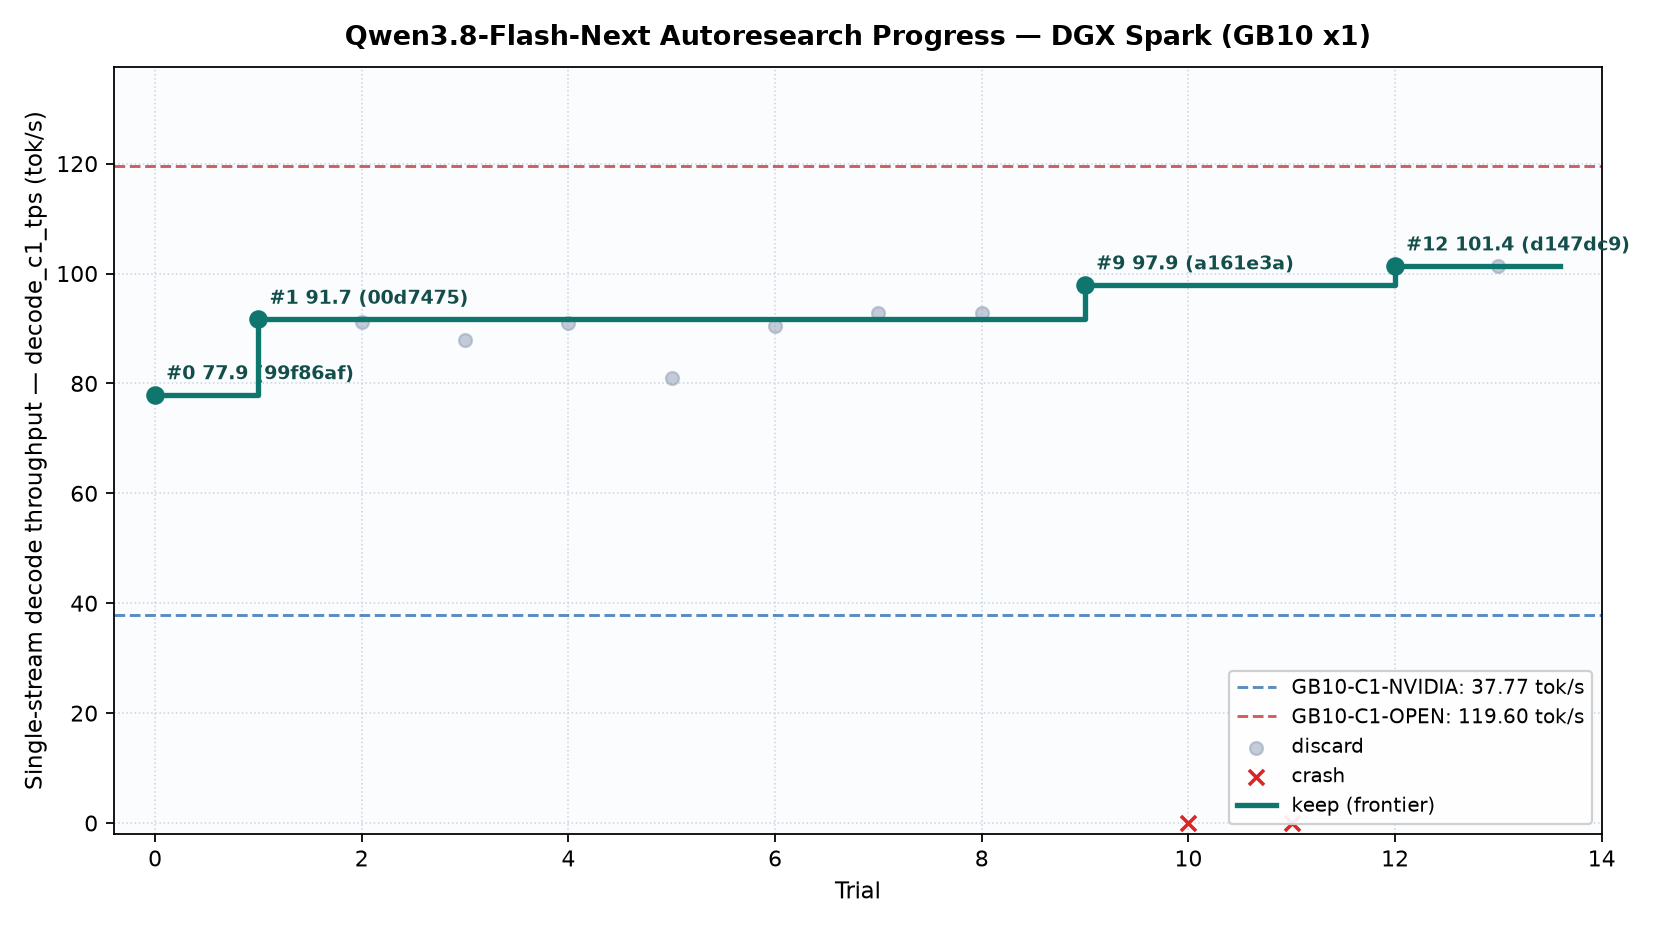 Qwen3.8-Flash-Next Autoresearch Progress — DGX Spark (GB10 x1)
Single-stream decode throughput — decode_c1_tps (tok/s)
120
100
80
60
40
20
0
#0 77.9 (99f86af)
#1 91.7 (00d7475)
#9 97.9 (a161e3a)
#12 101.4 (d147dc9)
GB10-C1-NVIDIA: 37.77 tok/s
GB10-C1-OPEN: 119.60 tok/s
discard
crash
keep (frontier)
0 2 4 6 8 10 12 14
Trial